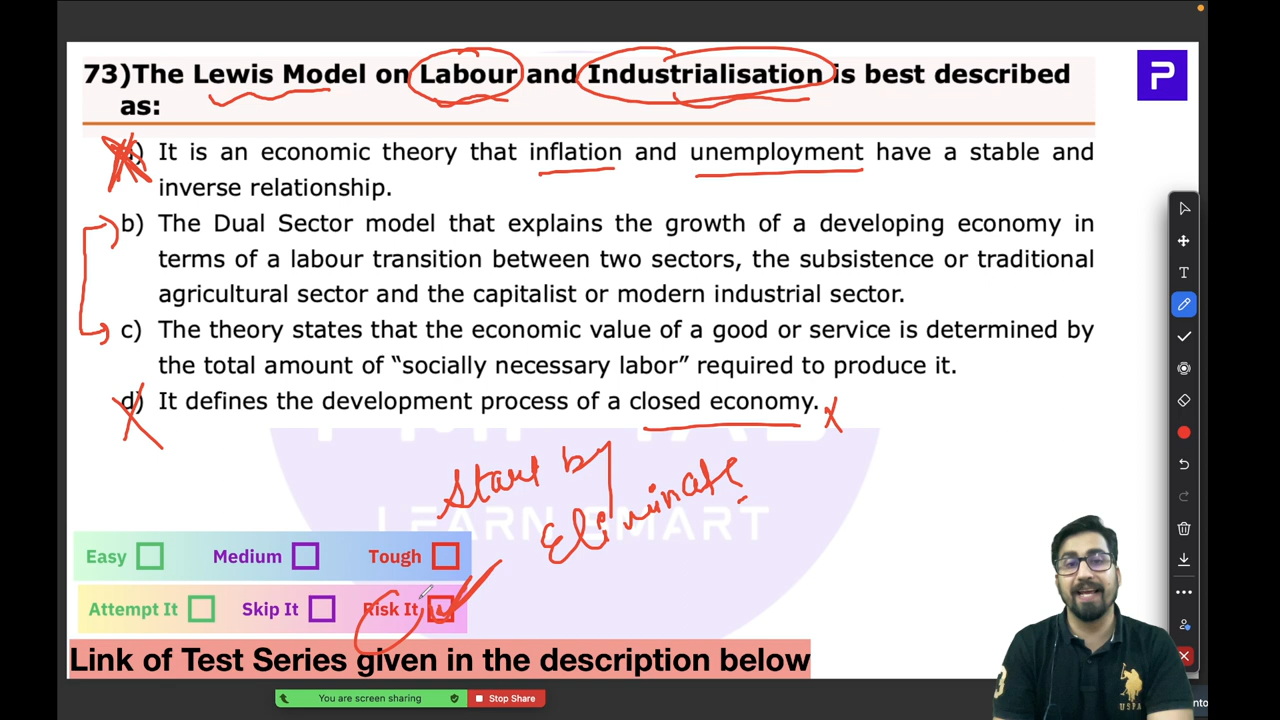 73)The Lewis Model on Labour and Industrialisation is best described
as:
It is an economic theory that inflation and unemployment have a stable and
inverse relationship.
b) The Dual Sector model that explains the growth of a developing economy in
terms of a labour transition between two sectors, the subsistence or traditional
agricultural sector and the capitalist or modern industrial sector.
c) The theory states that the economic value of a good or service is determined by
the total amount of “socially necessary labor” required to produce it.
d) It defines the development process of a closed economy.
Start by
Eliminate
LEARN SMART
Easy Medium Tough
Attempt It Skip It Risk It
Link of Test Series given in the description below
You are screen sharing Stop Share
P
T
3
U S P A